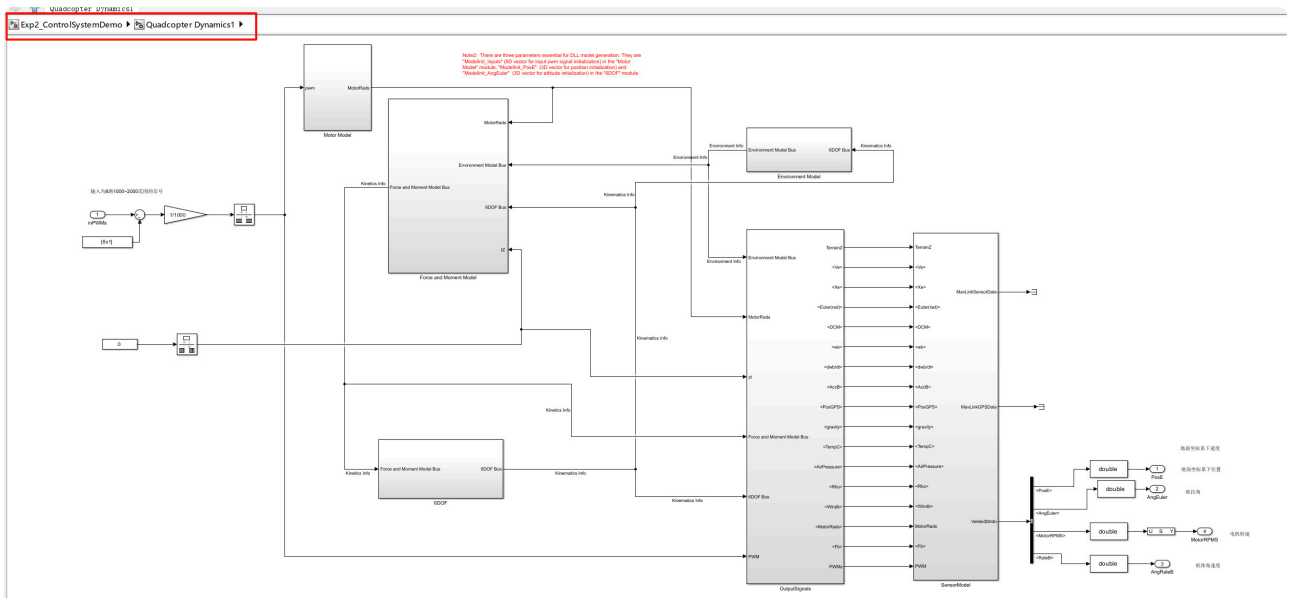 Quadcopter Dynamics1
Exp2_ControlSystemDemo Quadcopter Dynamics1
Note2: There are three parameters essential for DLL model generation. They are
"ModelInit_Inputs" (8D vector for input pwm signal initialization) in the "Motor
Model" module, "ModelInit_PosE" (3D vector for position initialization) and
"ModelInit_AngEuler" (3D vector for attitude initialization) in the "6DOF" module
pwm
MotorRads
Motor Model
MotorRads
Environment Model Bus
Kinetics Info
Force and Moment Model Bus
6DOF Bus
Force and Moment Model
Environment Info
Environment Info
Environment Model Bus
6DOF Bus
Kinematics Info
Environment Model
Kinematics Info
输入为8路1000~2000范围的信号
1
inPWMs
1/1000
[8x1]
0
Kinematics Info
Kinetics Info
Kinetics Info
Force and Moment Model Bus
6DOF Bus
Kinematics Info
6DOF
Environment Info
Environment Model Bus
MotorRads
zt
Force and Moment Model Bus
Kinematics Info
6DOF Bus
PWM
TerrainZ
<Ve>
<Xe>
<Euler(rad)>
<DCM>
<wb>
<dwb/dt>
<AccB>
<PosGPS>
<gravity>
<TempC>
<AirPressure>
<Rho>
<Windb>
<MotorRads>
<Fb>
PWMs
OutputSignals
TerrainZ
<Ve>
<Xe>
<Euler(rad)>
<DCM>
<wb>
<dwb/dt>
<AccB>
<PosGPS>
<gravity>
<TempC>
<AirPressure>
<Rho>
<Windb>
MotorRads
<Fb>
PWM
MavLinkSensorData
MavLinkGPSData
SensorModel
<PosE>
<AngEuler>
<MotorRPMS>
<RateB>
地面坐标系下速度
double
1
PosE
地面坐标系下位置
double
2
AngEuler
欧拉角
double
U S Y
4
MotorRPMS
电机转速
double
3
AngRateB
机体角速度